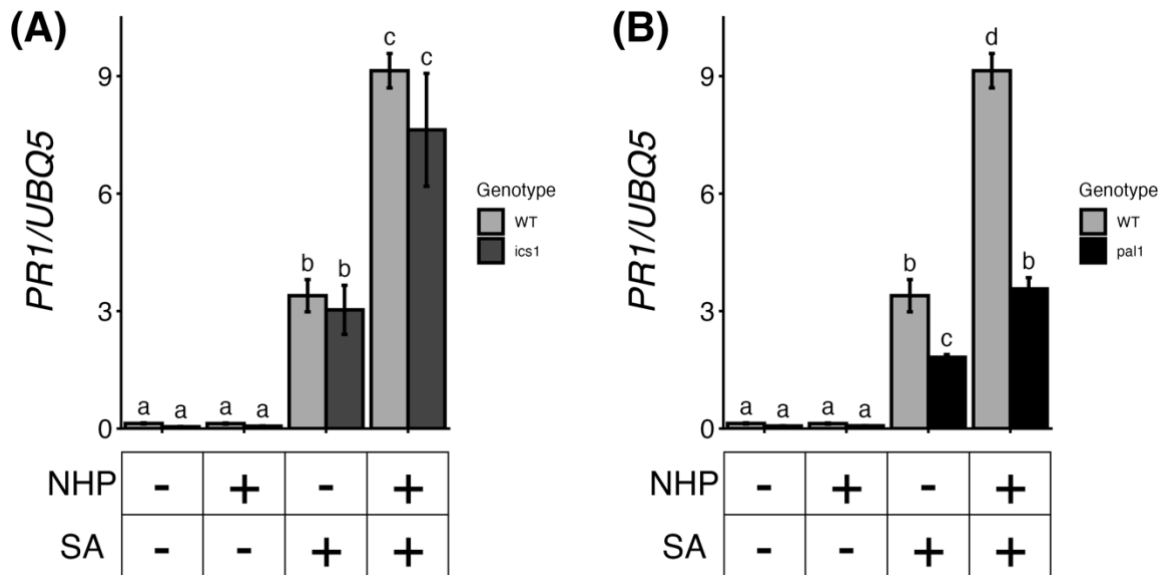 (A)
PR1/UBQ5
9
6
3
0
a a a a b b c c
Genotype
WT
ics1
NHP - + - +
SA - - + +
(B)
PR1/UBQ5
9
6
3
0
a a a a b c d b
Genotype
WT
pal1
NHP - + - +
SA - - + +